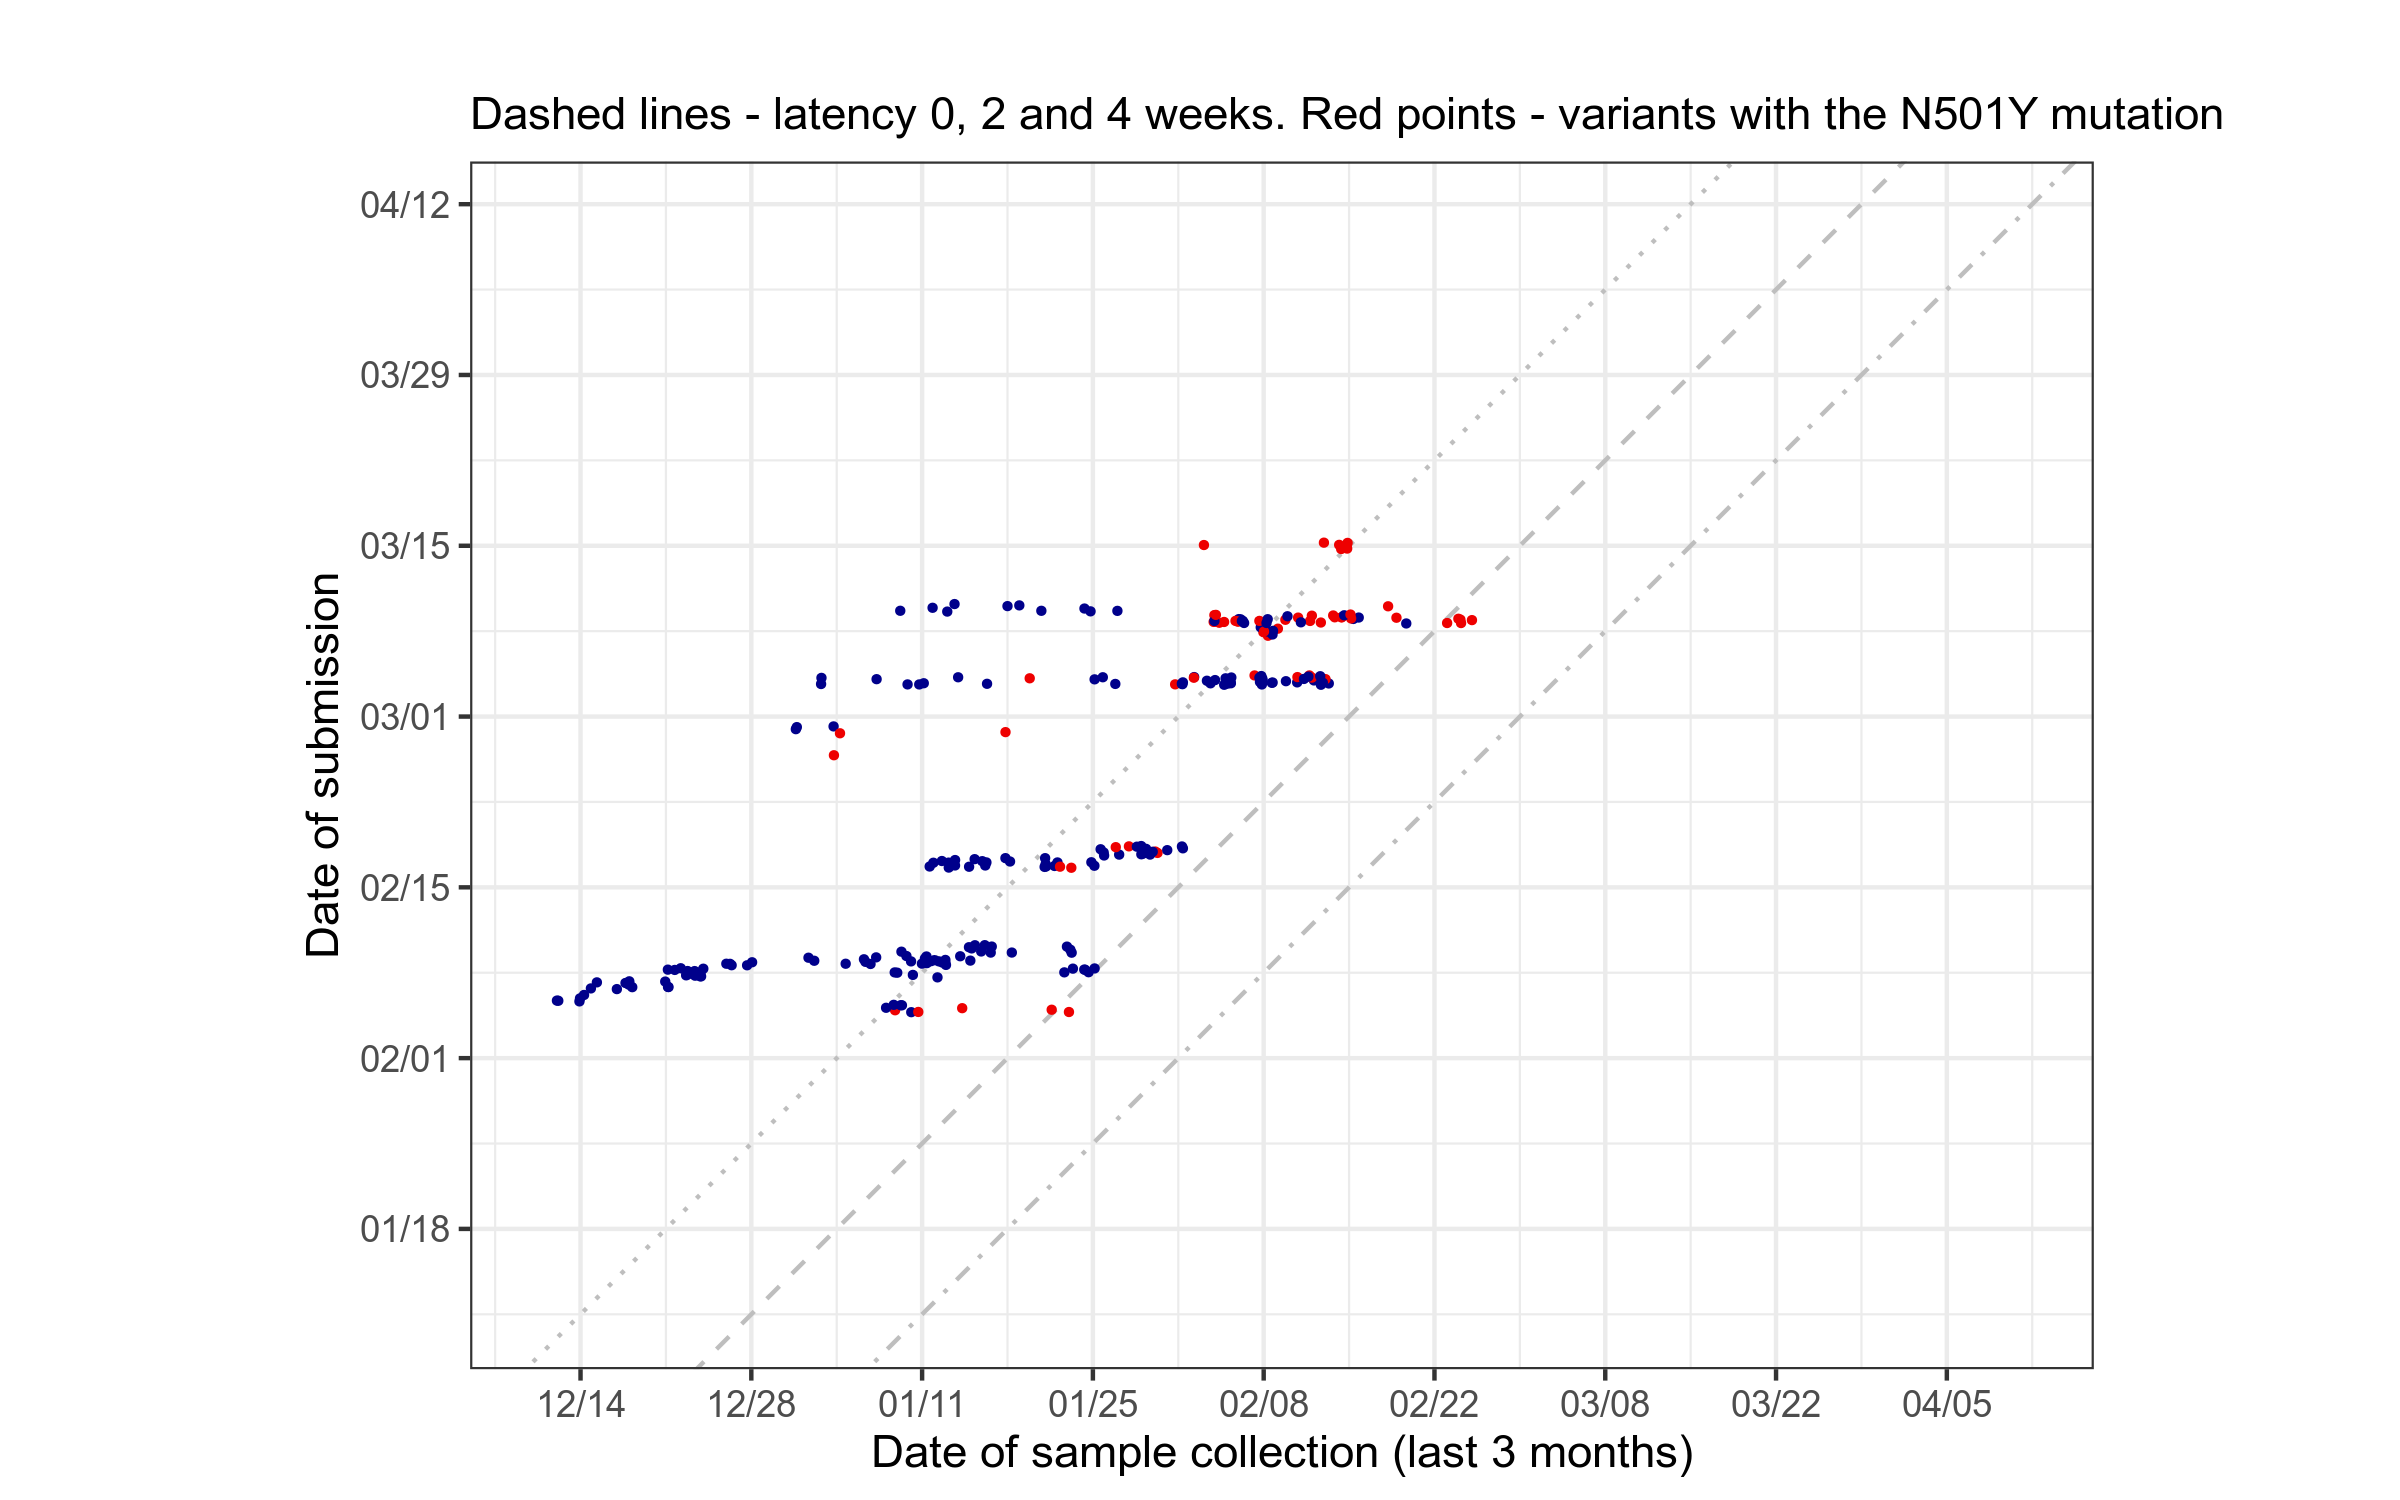 Dashed lines - latency 0, 2 and 4 weeks. Red points - variants with the N501Y mutation
Date of submission
04/12
03/29
03/15
03/01
02/15
02/01
01/18
12/14 12/28 01/11 01/25 02/08 02/22 03/08 03/22 04/05
Date of sample collection (last 3 months)